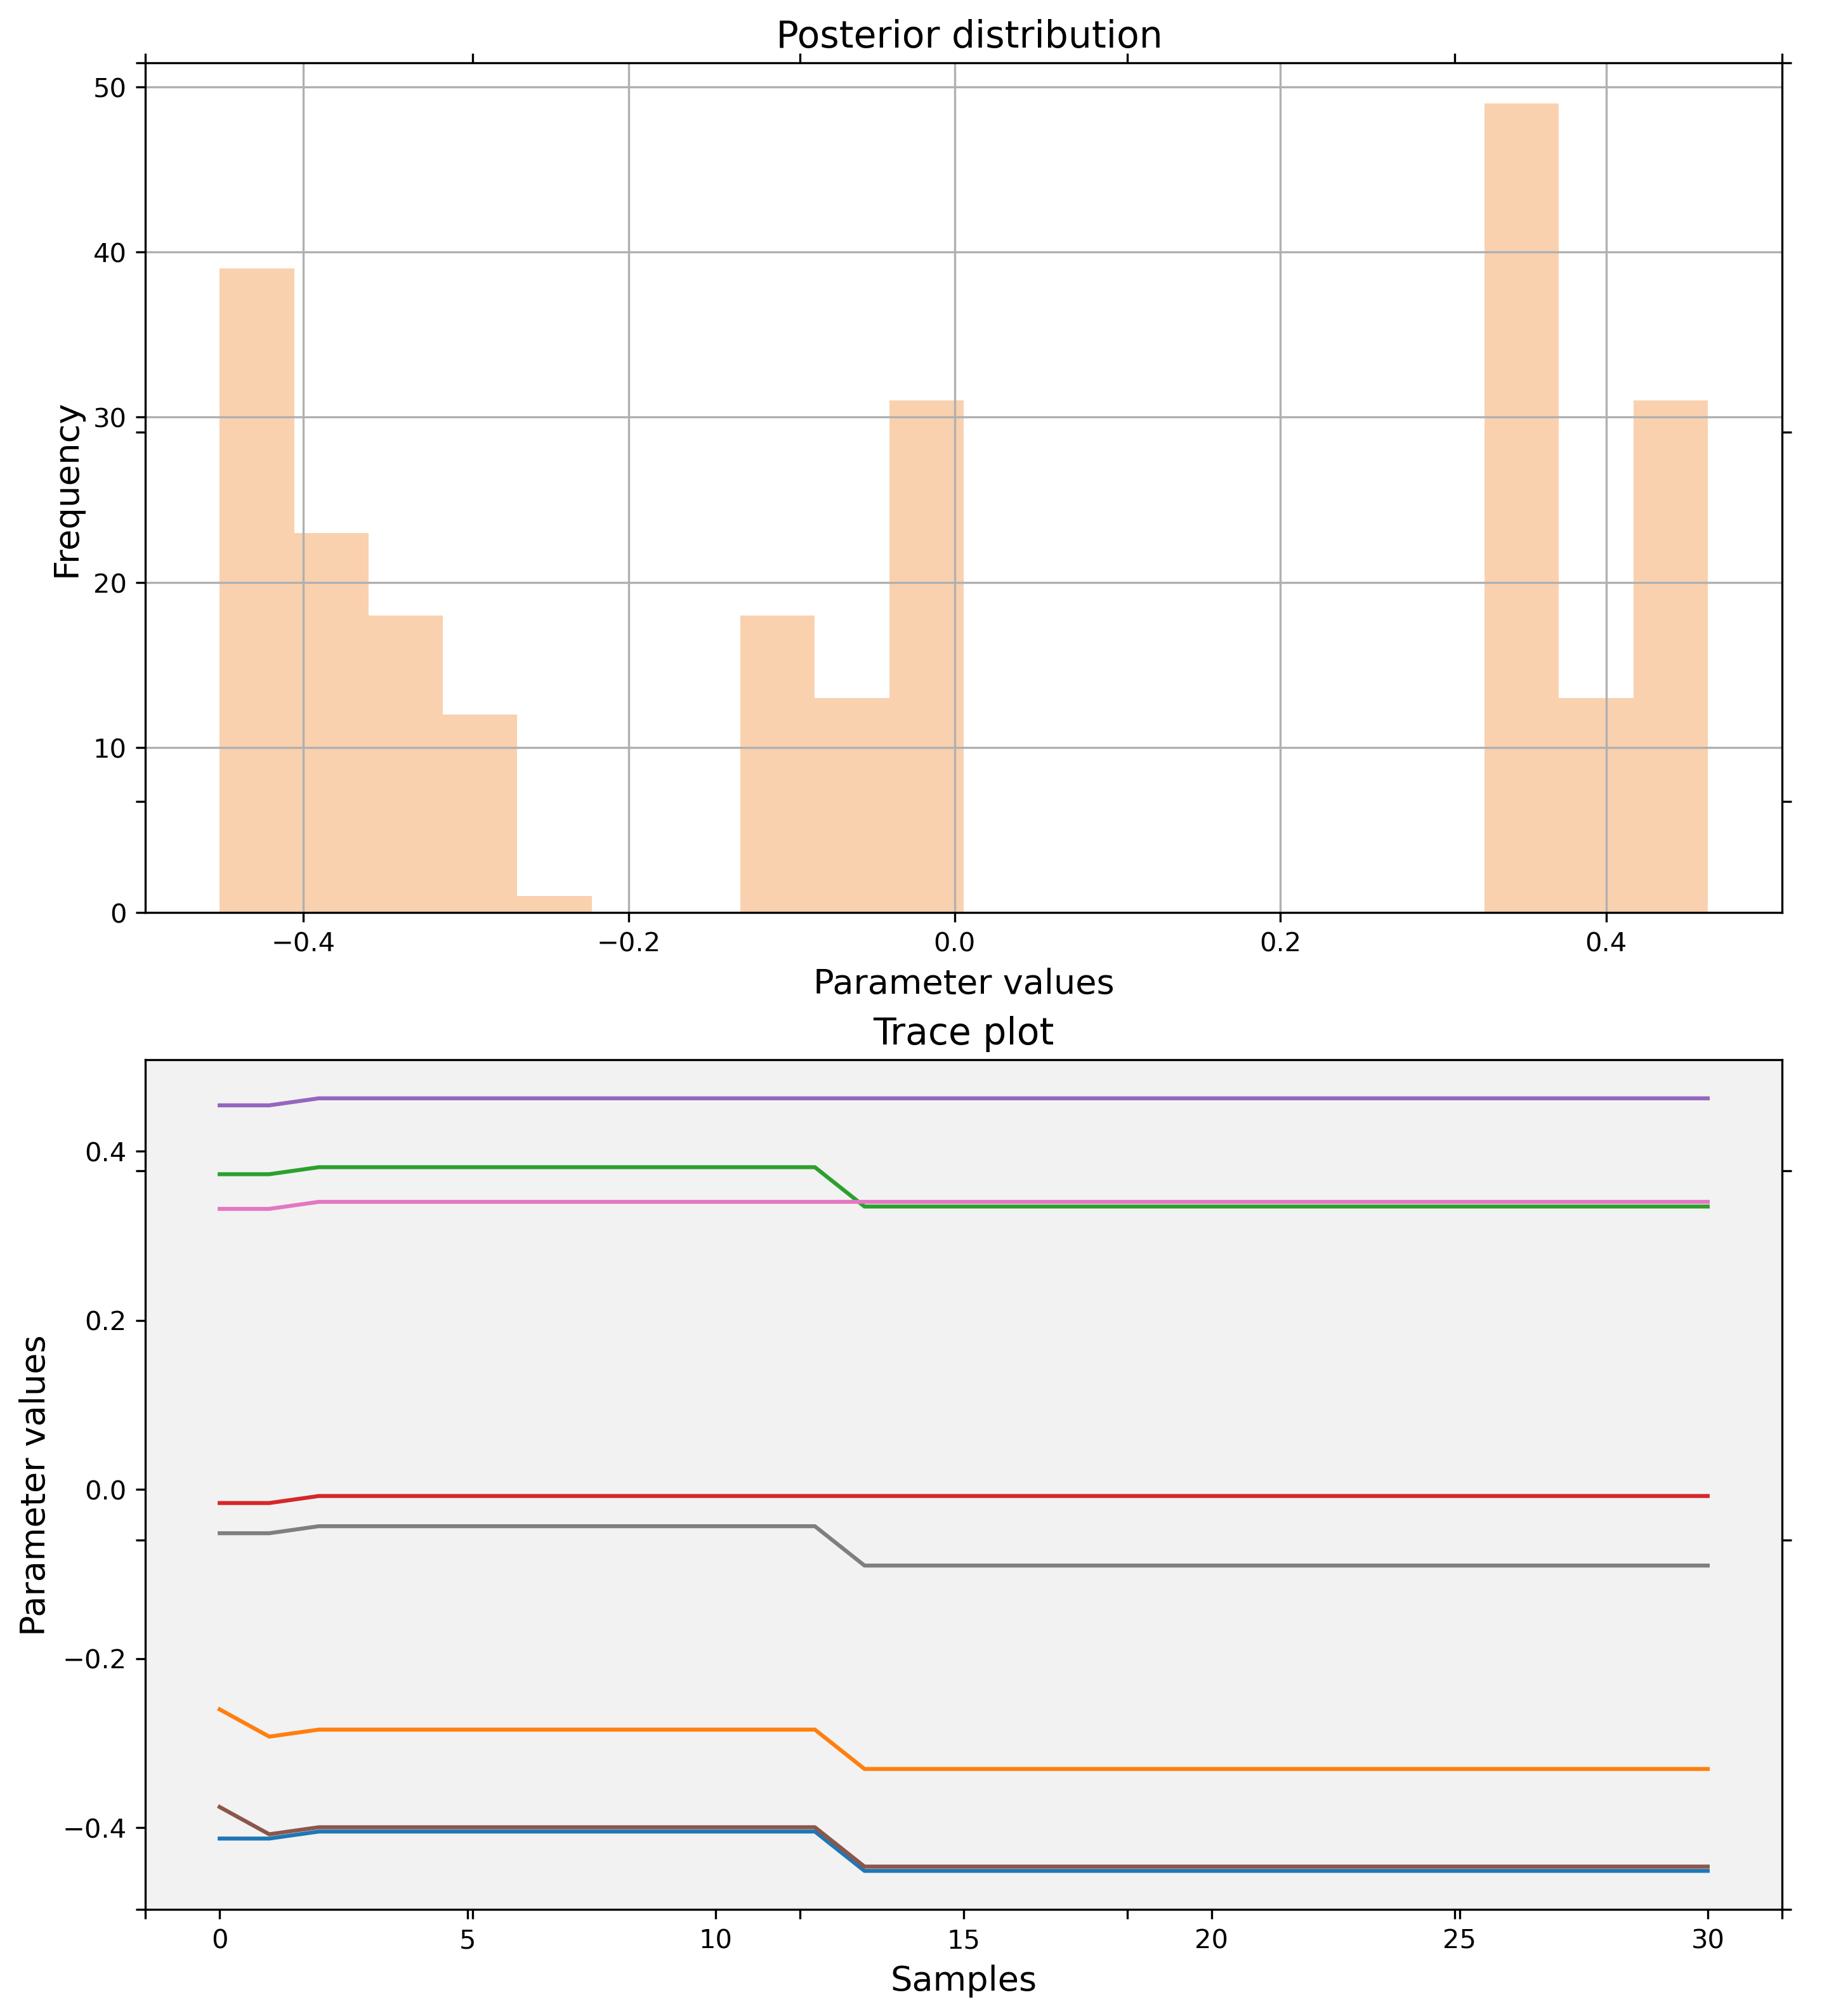 Posterior distribution
50
40
30
20
10
0
Frequency
−0.4 −0.2 0.0 0.2 0.4
Parameter values
Trace plot
0.4
0.2
0.0
−0.2
−0.4
Parameter values
0 5 10 15 20 25 30
Samples